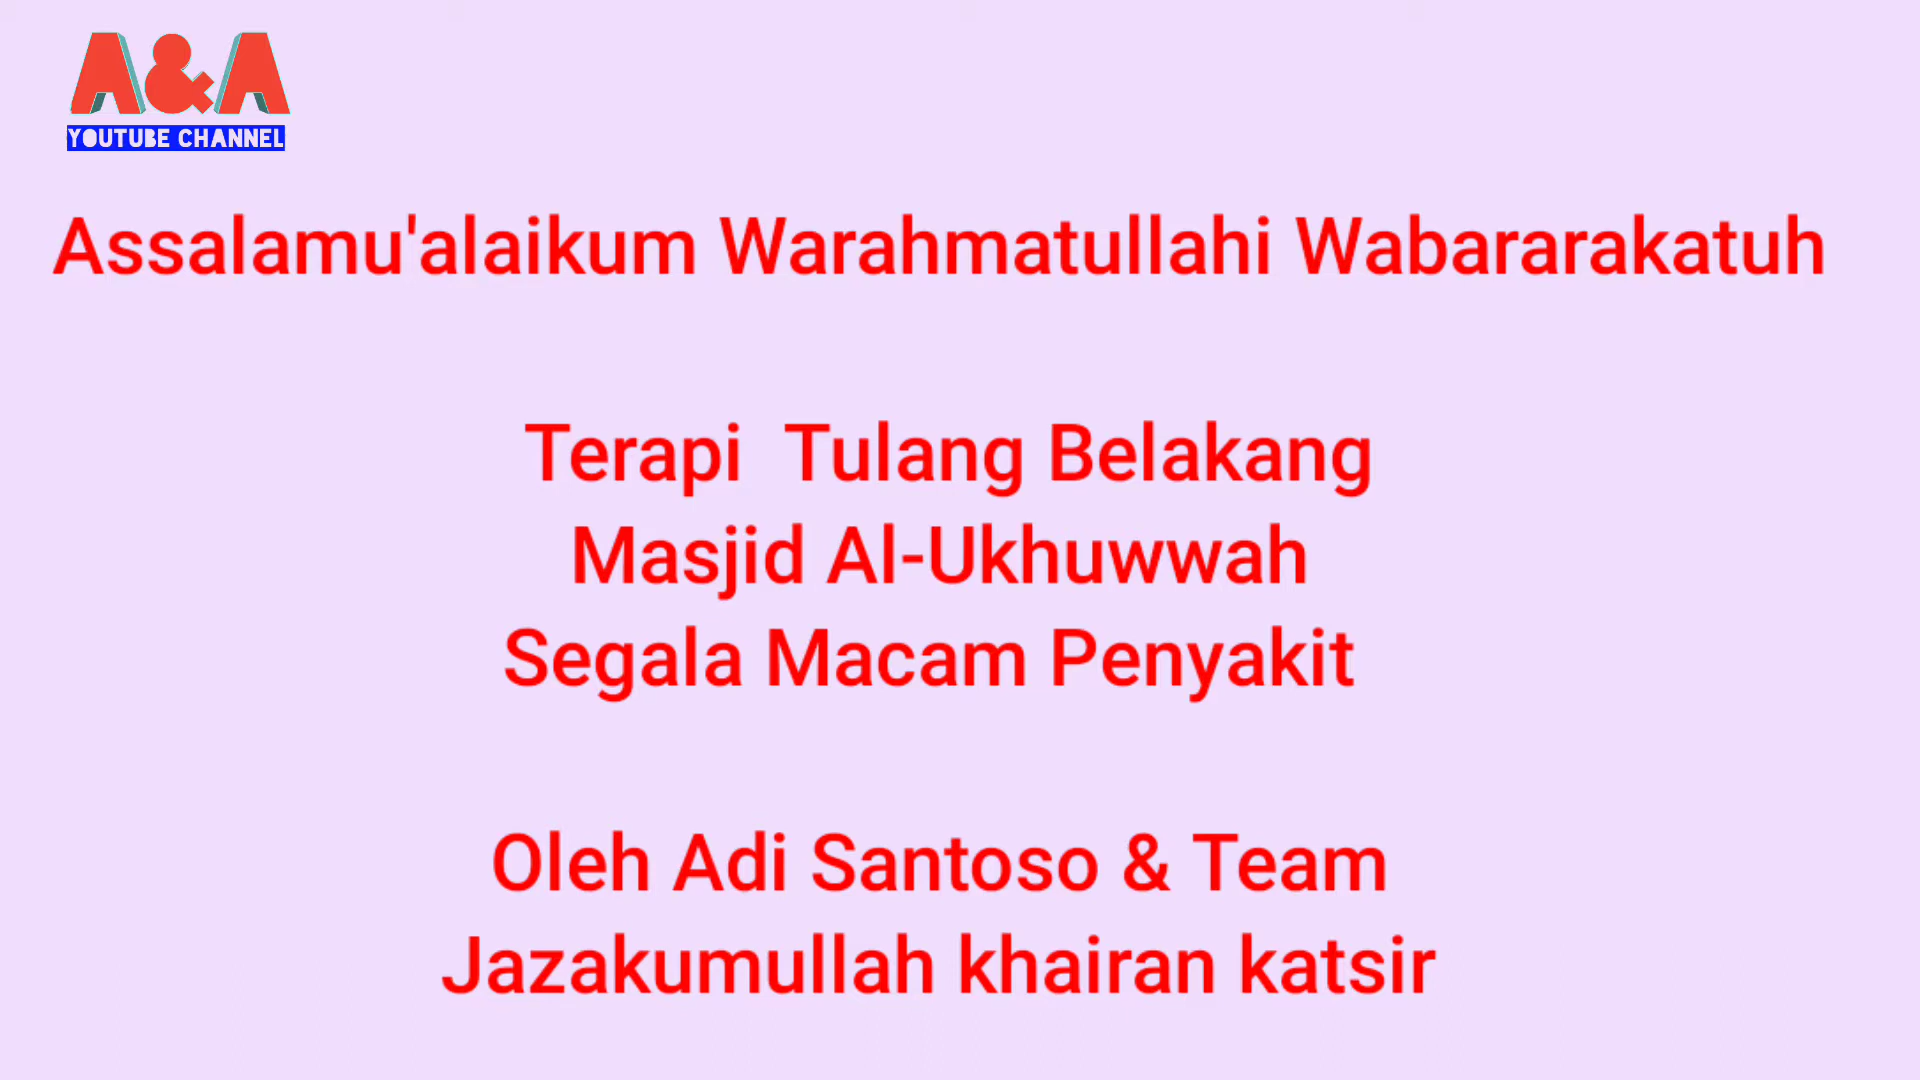 A&A
YOUTUBE CHANNEL
Assalamu'alaikum Warahmatullahi Wabararakatuh
Terapi Tulang Belakang
Masjid Al-Ukhuwwah
Segala Macam Penyakit
Oleh Adi Santoso & Team
Jazakumullah khairan katsir